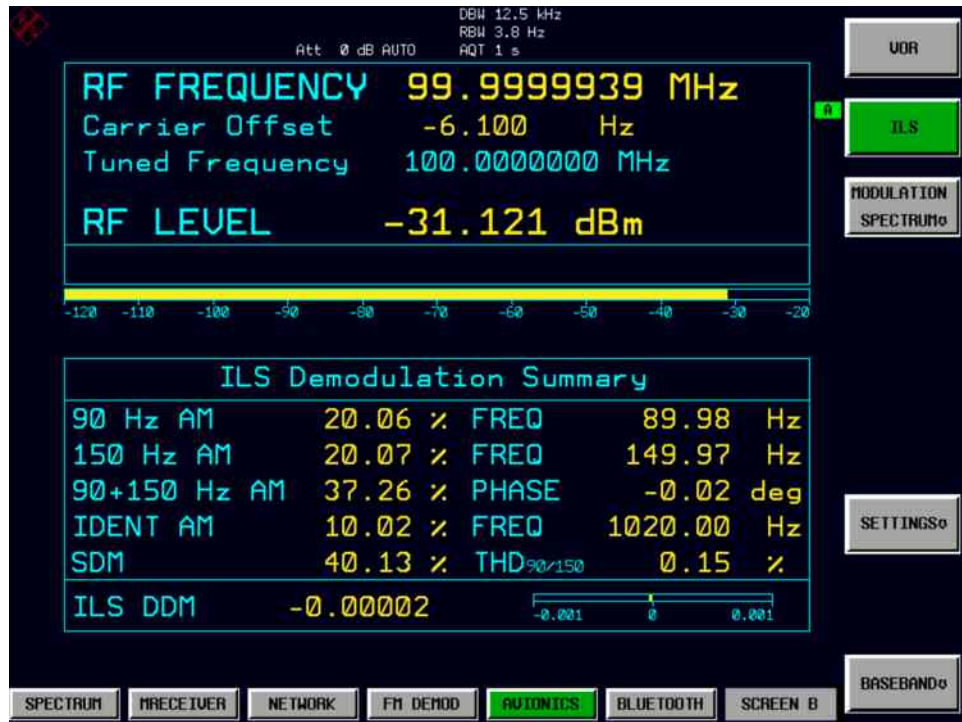 DBW 12.5 kHz
RBW 3.8 Hz
Att 0 dB AUTO AQT 1 s
RF FREQUENCY 99.9999939 MHz
Carrier Offset -6.100 Hz
Tuned Frequency 100.0000000 MHz
RF LEVEL -31.121 dBm
-120 -110 -100 -90 -80 -70 -60 -50 -40 -30 -20
ILS Demodulation Summary
90 Hz AM 20.06 % FREQ 89.98 Hz
150 Hz AM 20.07 % FREQ 149.97 Hz
90+150 Hz AM 37.26 % PHASE -0.02 deg
IDENT AM 10.02 % FREQ 1020.00 Hz
SDM 40.13 % THD90/150 0.15 %
ILS DDM -0.00002
-0.001 0 0.001
VOR
A
ILS
MODULATION
SPECTRUM
SETTINGS
BASEBAND
SPECTRUM MRECEIVER NETWORK FM DEMOD AVIONICS BLUETOOTH SCREEN B